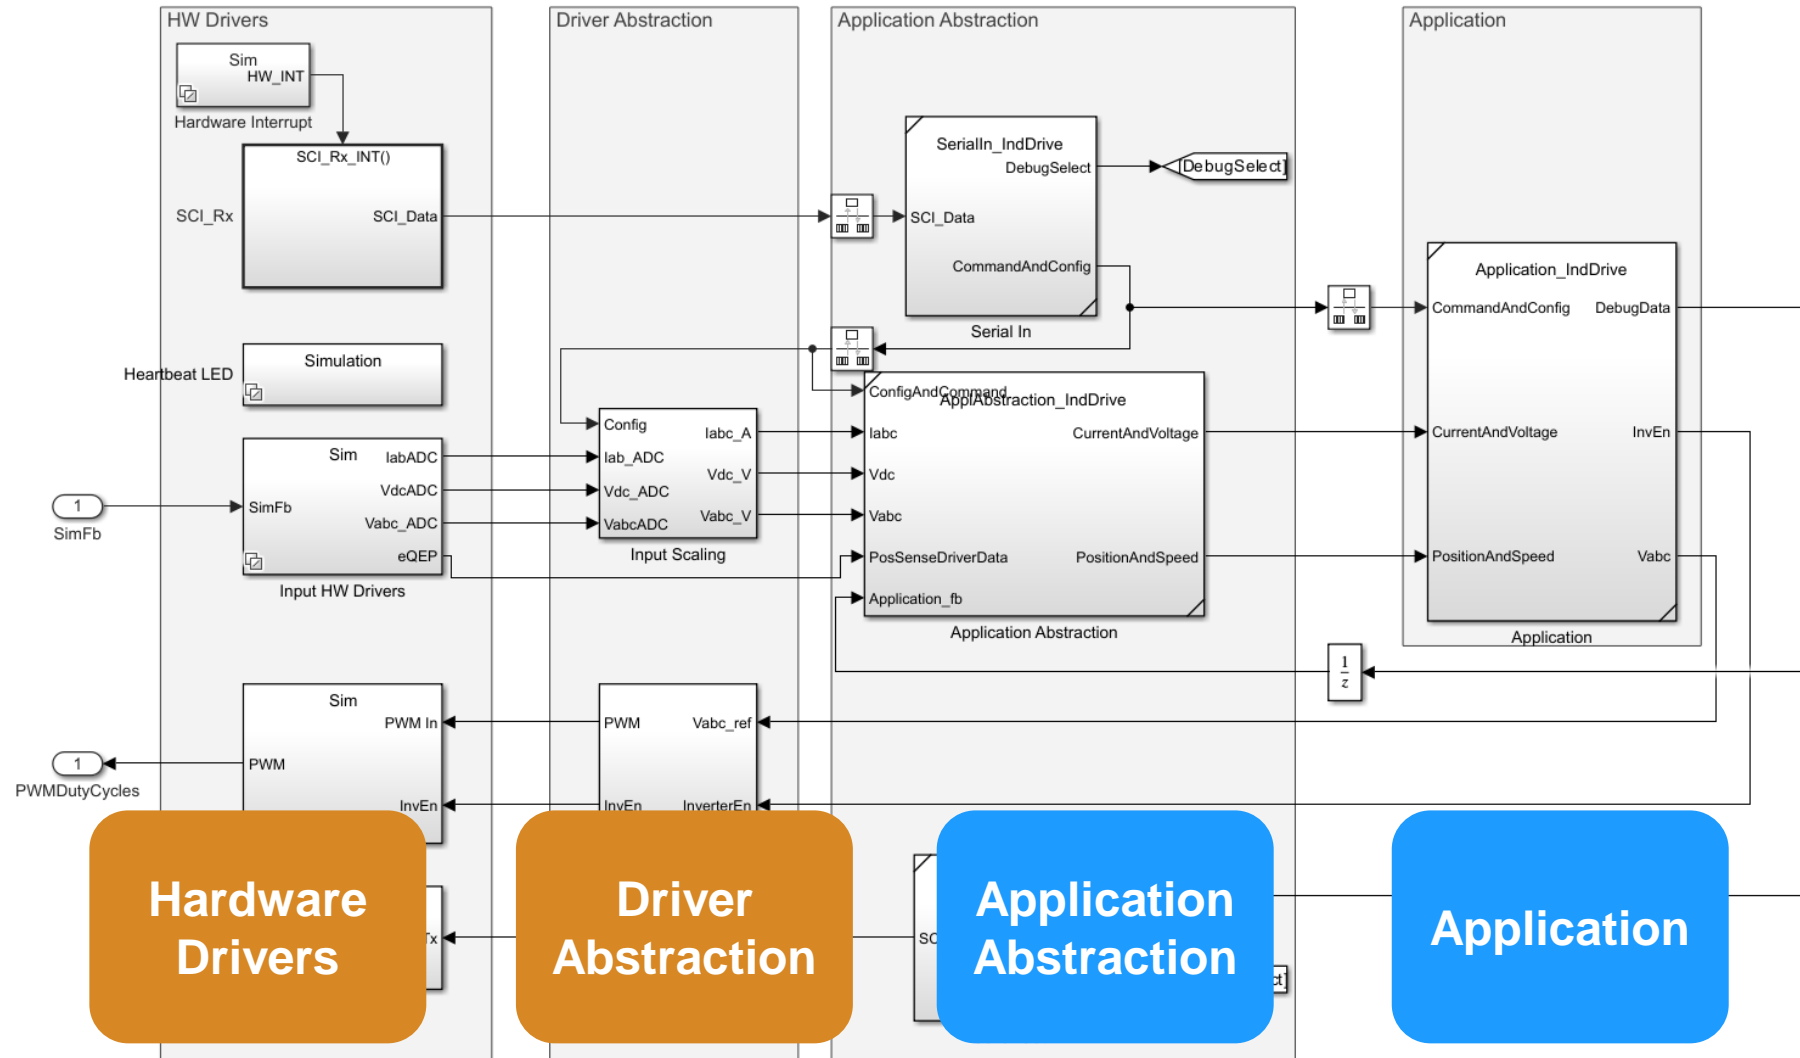 HW Drivers
Driver Abstraction
Application Abstraction
Application
Sim
HW_INT
Hardware Interrupt
SCI_Rx_INT()
SCI_Rx
SCI_Data
SerialIn_IndDrive
DebugSelect
[DebugSelect]
SCI_Data
CommandAndConfig
Serial In
Application_IndDrive
CommandAndConfig
DebugData
CurrentAndVoltage
InvEn
PositionAndSpeed
Vabc
Application
Simulation
Heartbeat LED
ConfigAndCommand
ApplAbstraction_IndDrive
Iabc
CurrentAndVoltage
Vdc
Vabc
PosSenseDriverData
PositionAndSpeed
Application_fb
Application Abstraction
Config
Iabc_A
Iab_ADC
Vdc_V
Vdc_ADC
Vabc_V
VabcADC
Input Scaling
Sim
IabADC
VdcADC
SimFb
Vabc_ADC
eQEP
Input HW Drivers
1
SimFb
1
z
Sim
PWM In
PWM
InvEn
PWM
Vabc_ref
InvEn
InverterEn
1
PWMDutyCycles
Tx
SC
ct]
Hardware
Drivers
Driver
Abstraction
Application
Abstraction
Application